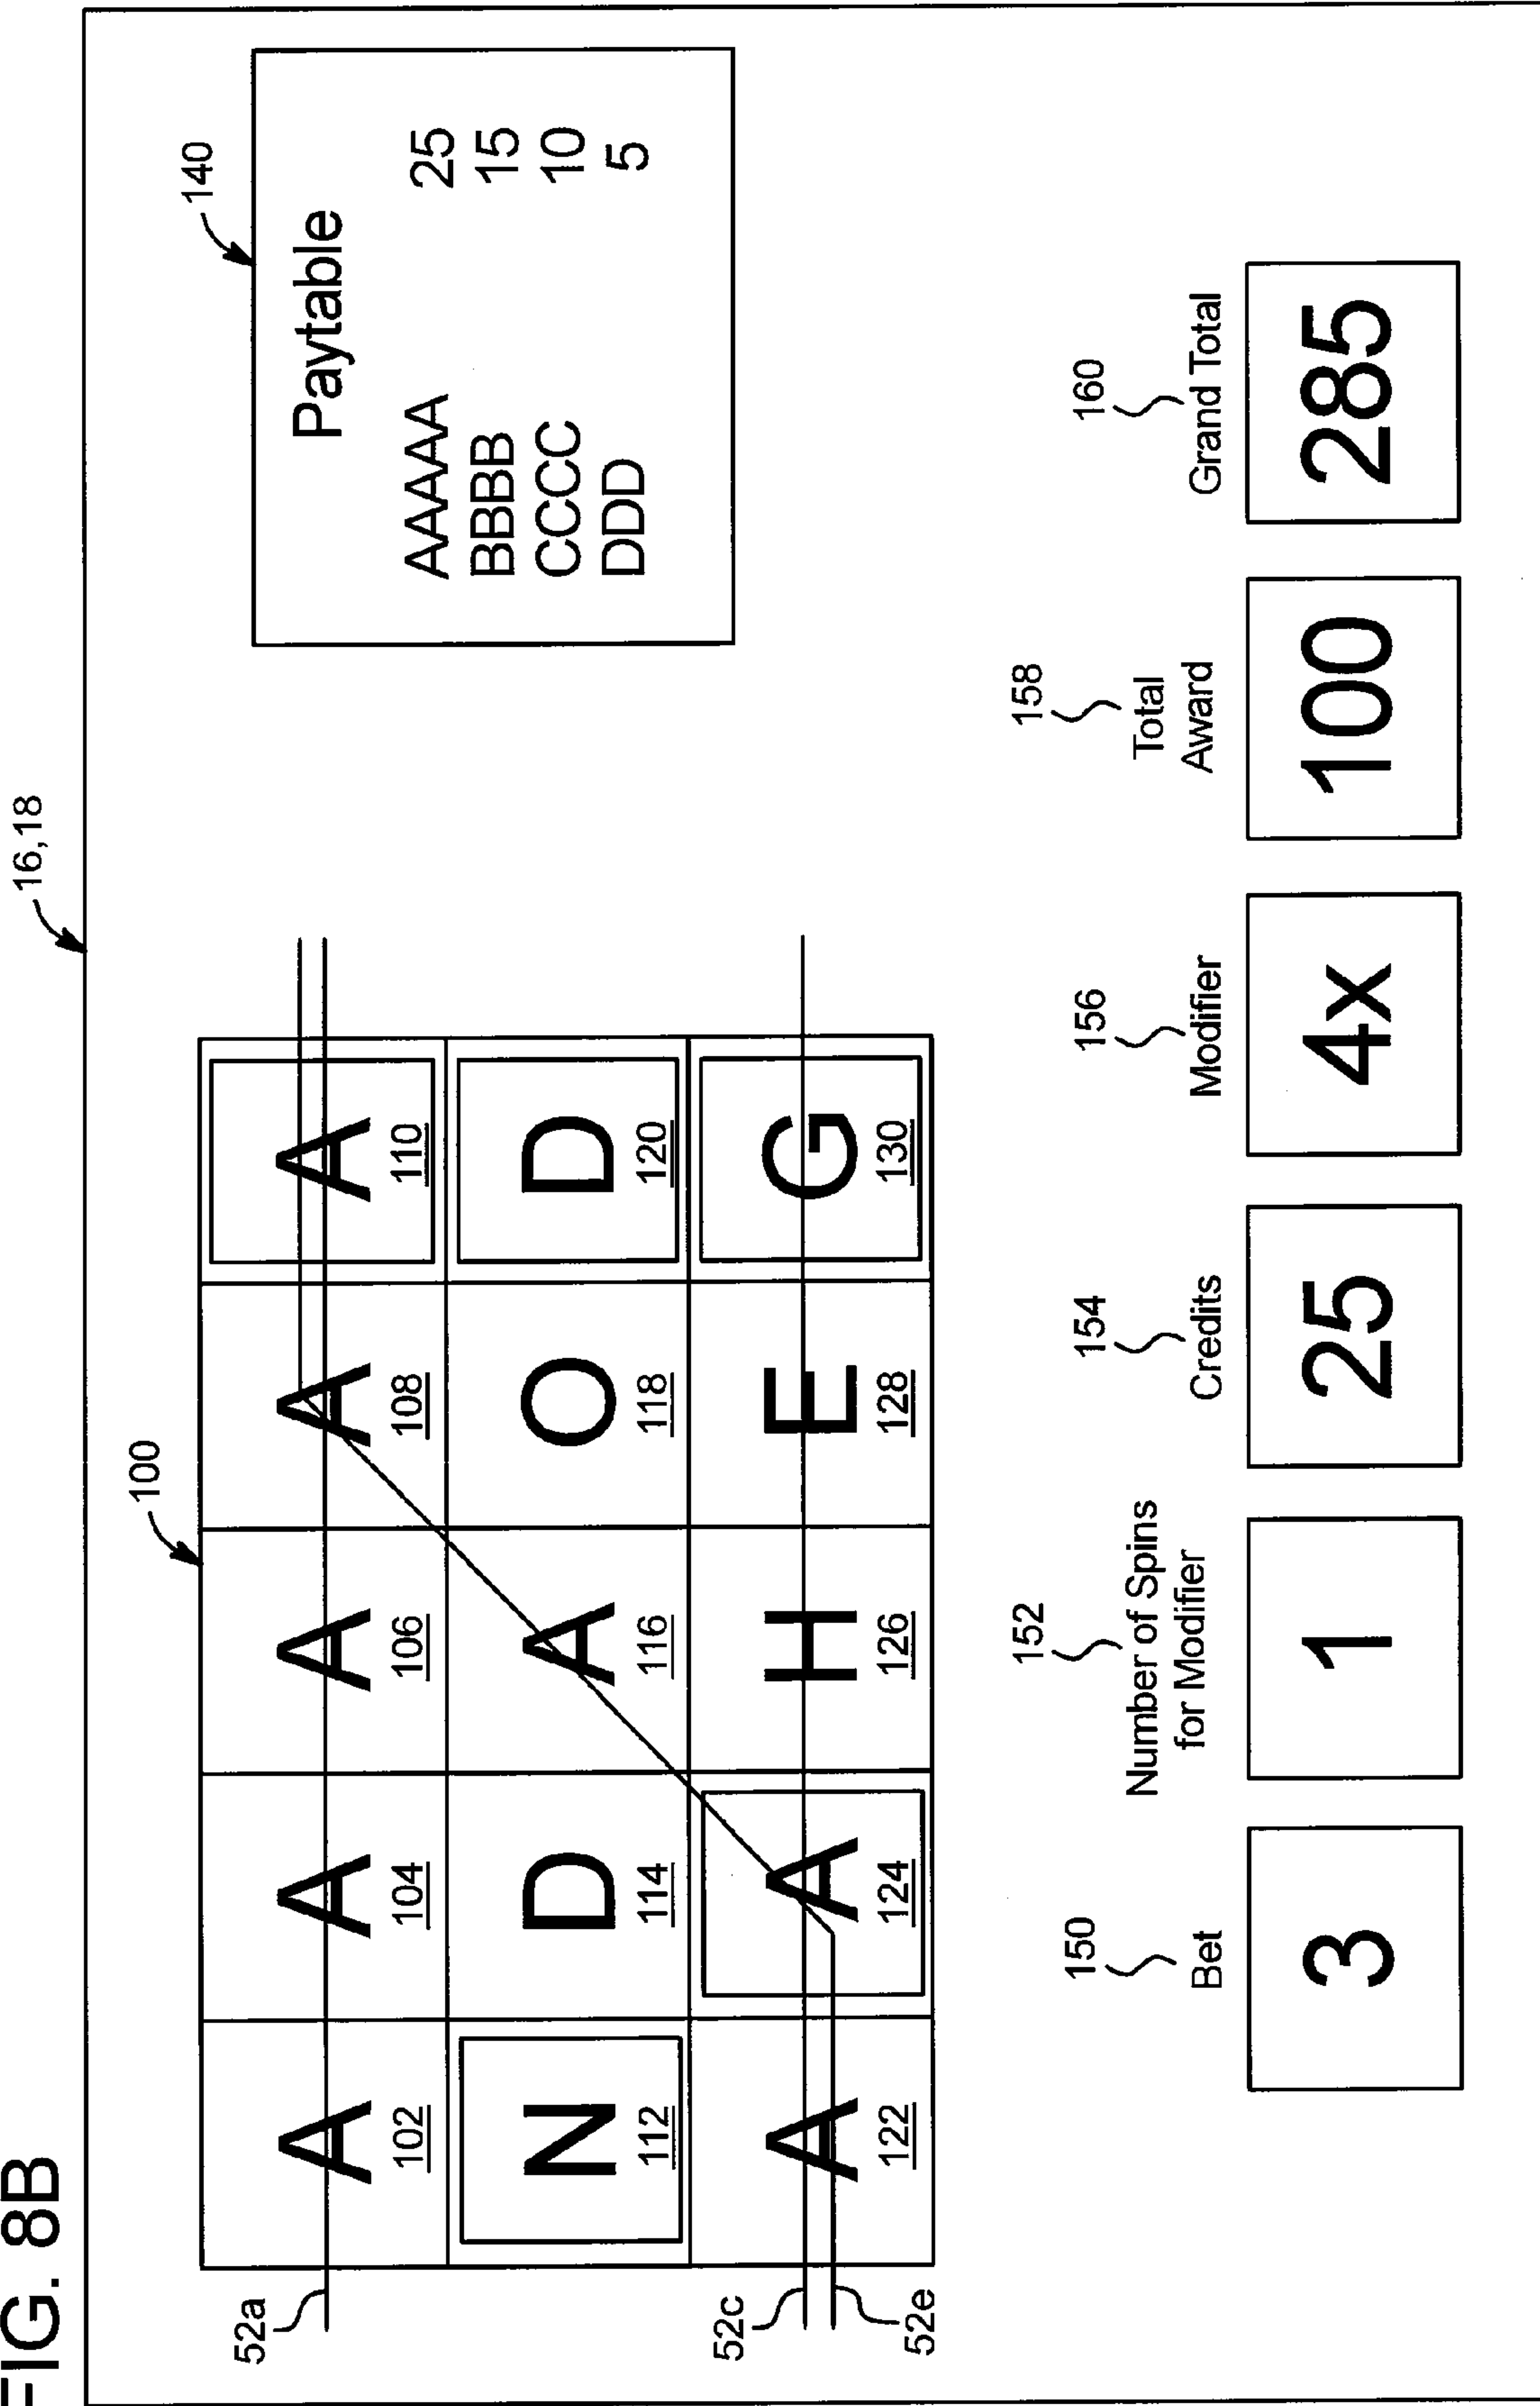 FIG. 8B
16,18
100
140
A A A A A
102 104 106 108 110
N D A O D
112 114 116 118 120
A A H E G
122 124 126 128 130
52a
52c
52e
Paytable
AAAAA 25
BBBB 15
CCCC 10
DDD 5
150 152 154 156 158 160
Bet
Number of Spins
for Modifier
Credits
Modifier
Total
Award
Grand Total
3 1 25 4x 100 285